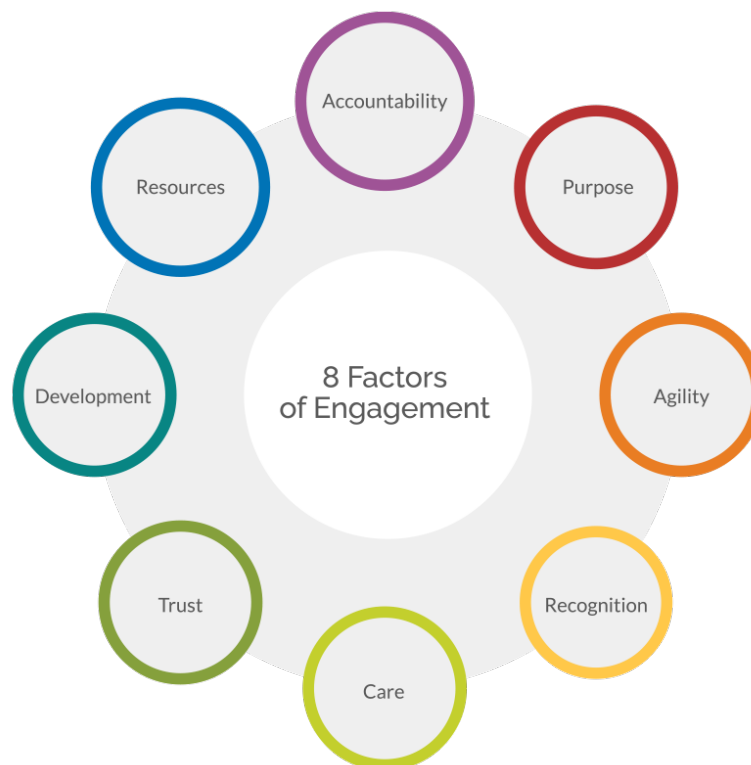 Accountability
Purpose
Agility
Recognition
Care
Trust
Development
Resources
8 Factors
of Engagement